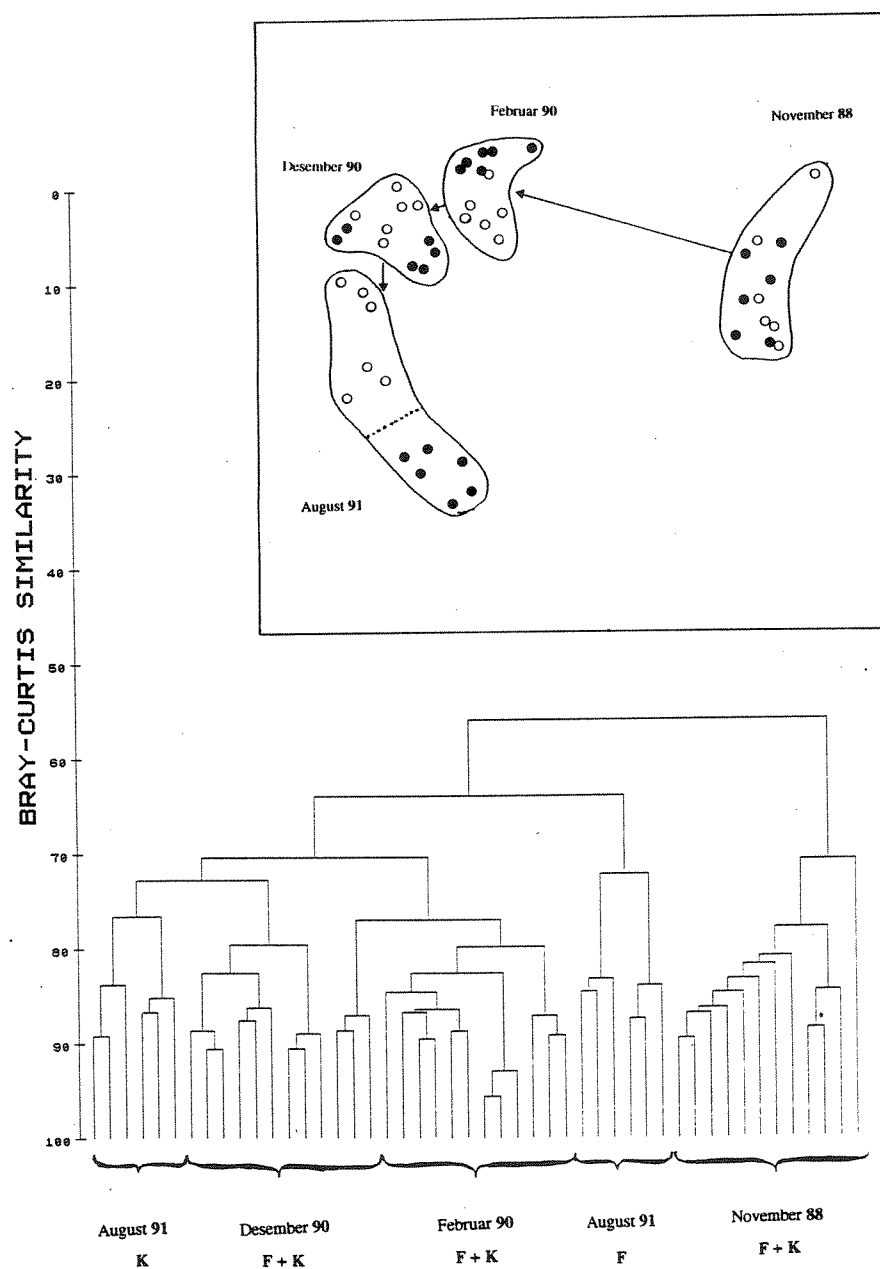 Februar 90
November 88
Desember 90
August 91
BRAY-CURTIS SIMILARITY
0
10
20
30
40
50
60
70
80
90
100
August 91
K
Desember 90
F + K
Februar 90
F + K
August 91
F
November 88
F + K